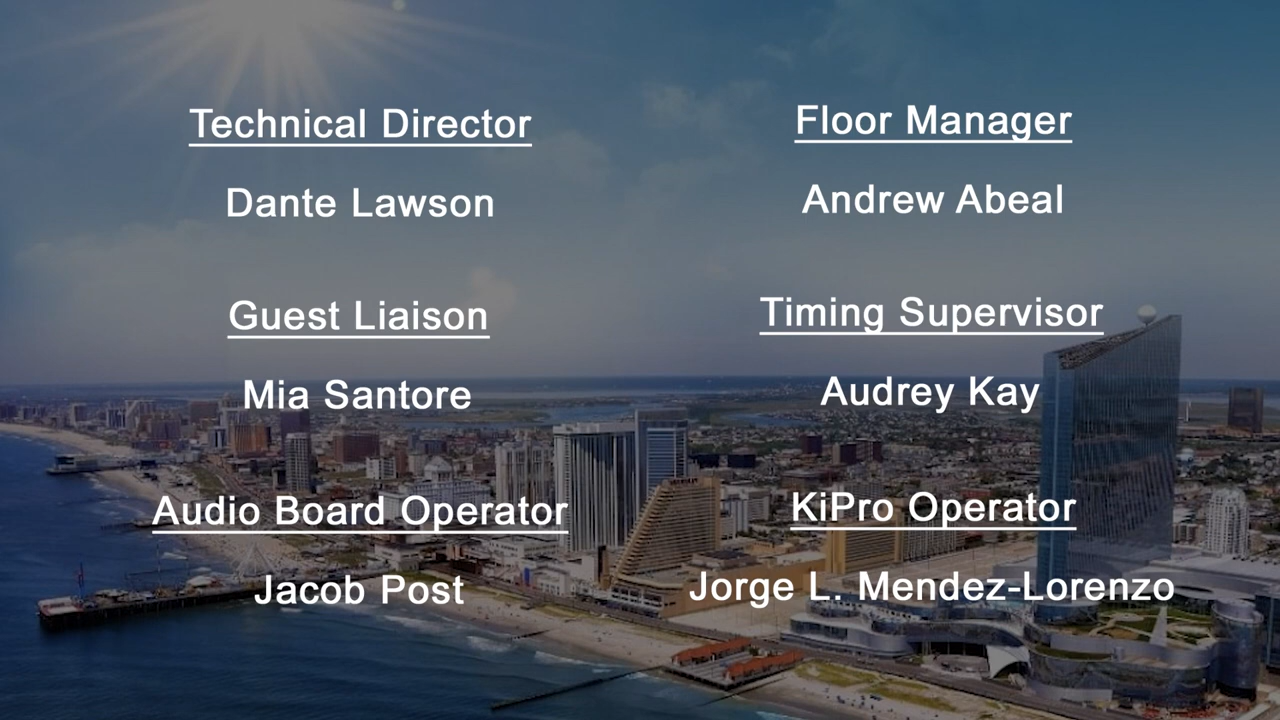 Technical Director
Dante Lawson
Guest Liaison
Mia Santore
Audio Board Operator
Jacob Post
Floor Manager
Andrew Abeal
Timing Supervisor
Audrey Kay
KiPro Operator
Jorge L. Mendez-Lorenzo